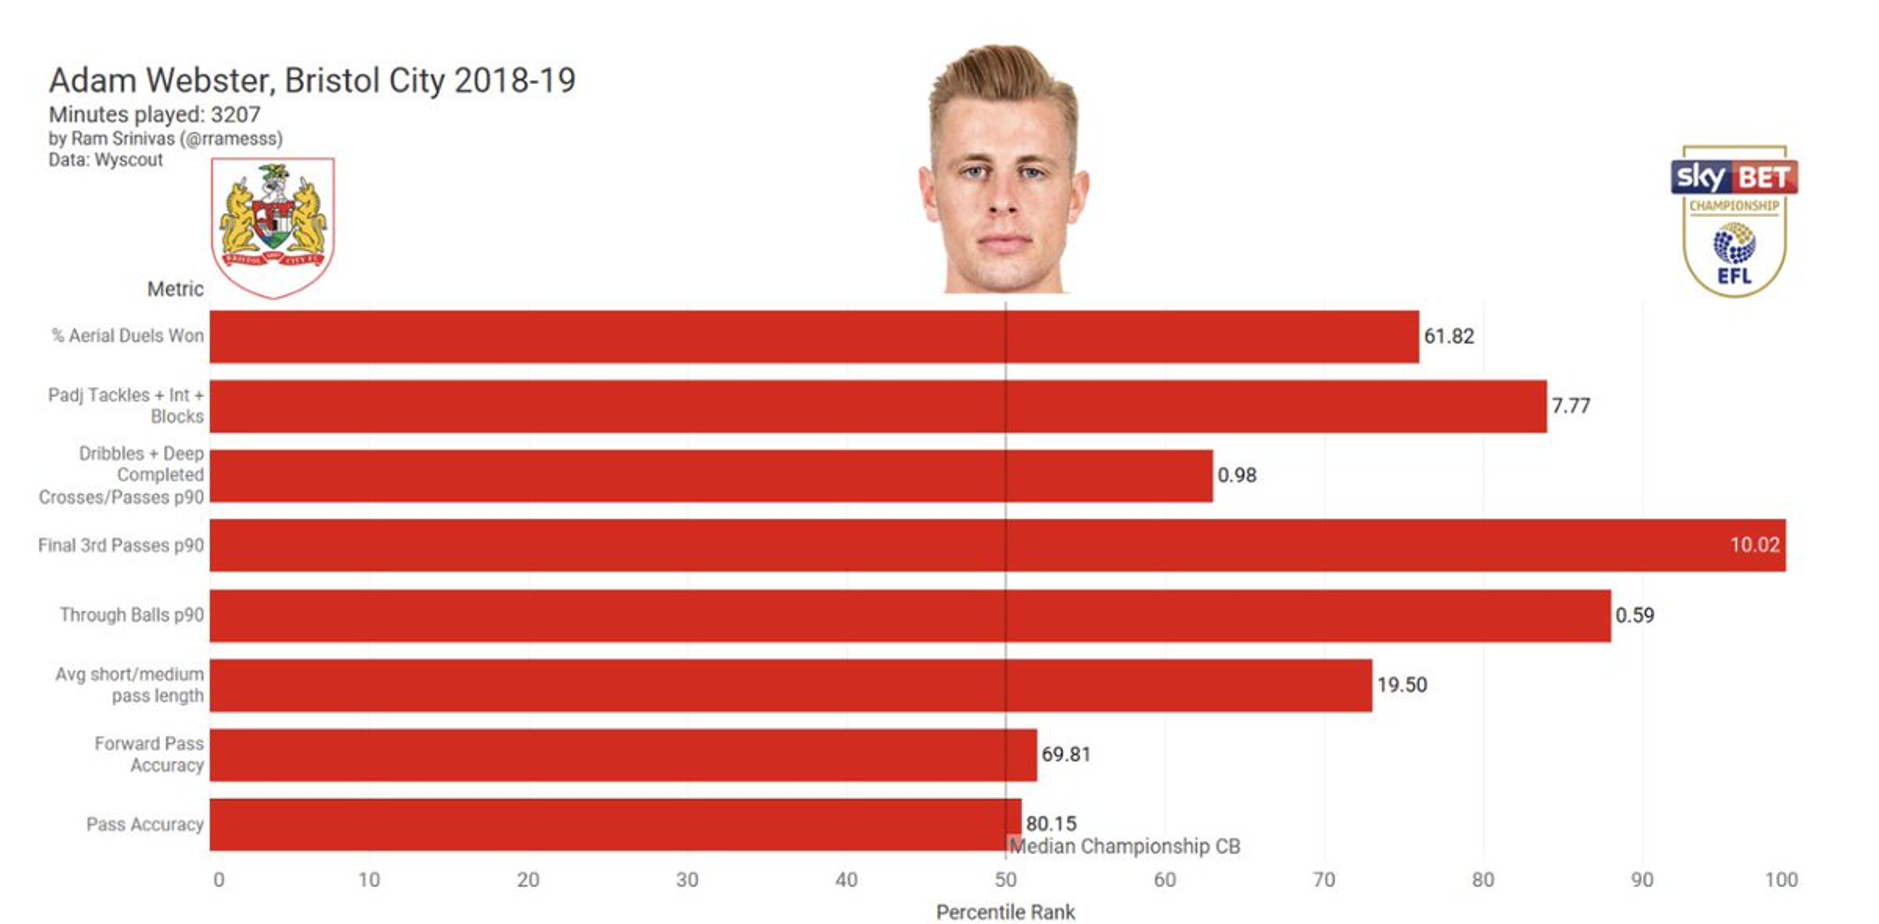 Adam Webster, Bristol City 2018-19
Minutes played: 3207
by Ram Srinivas (@rramesss)
Data: Wyscout
BRISTOL CITY FC
sky BET
CHAMPIONSHIP
EFL
Metric
% Aerial Duels Won
61.82
Padj Tackles + Int +
Blocks
7.77
Dribbles + Deep
Completed
Crosses/Passes p90
0.98
Final 3rd Passes p90
10.02
Through Balls p90
0.59
Avg short/medium
pass length
19.50
Forward Pass
Accuracy
69.81
Pass Accuracy
80.15
Median Championship CB
0 10 20 30 40 50 60 70 80 90 100
Percentile Rank